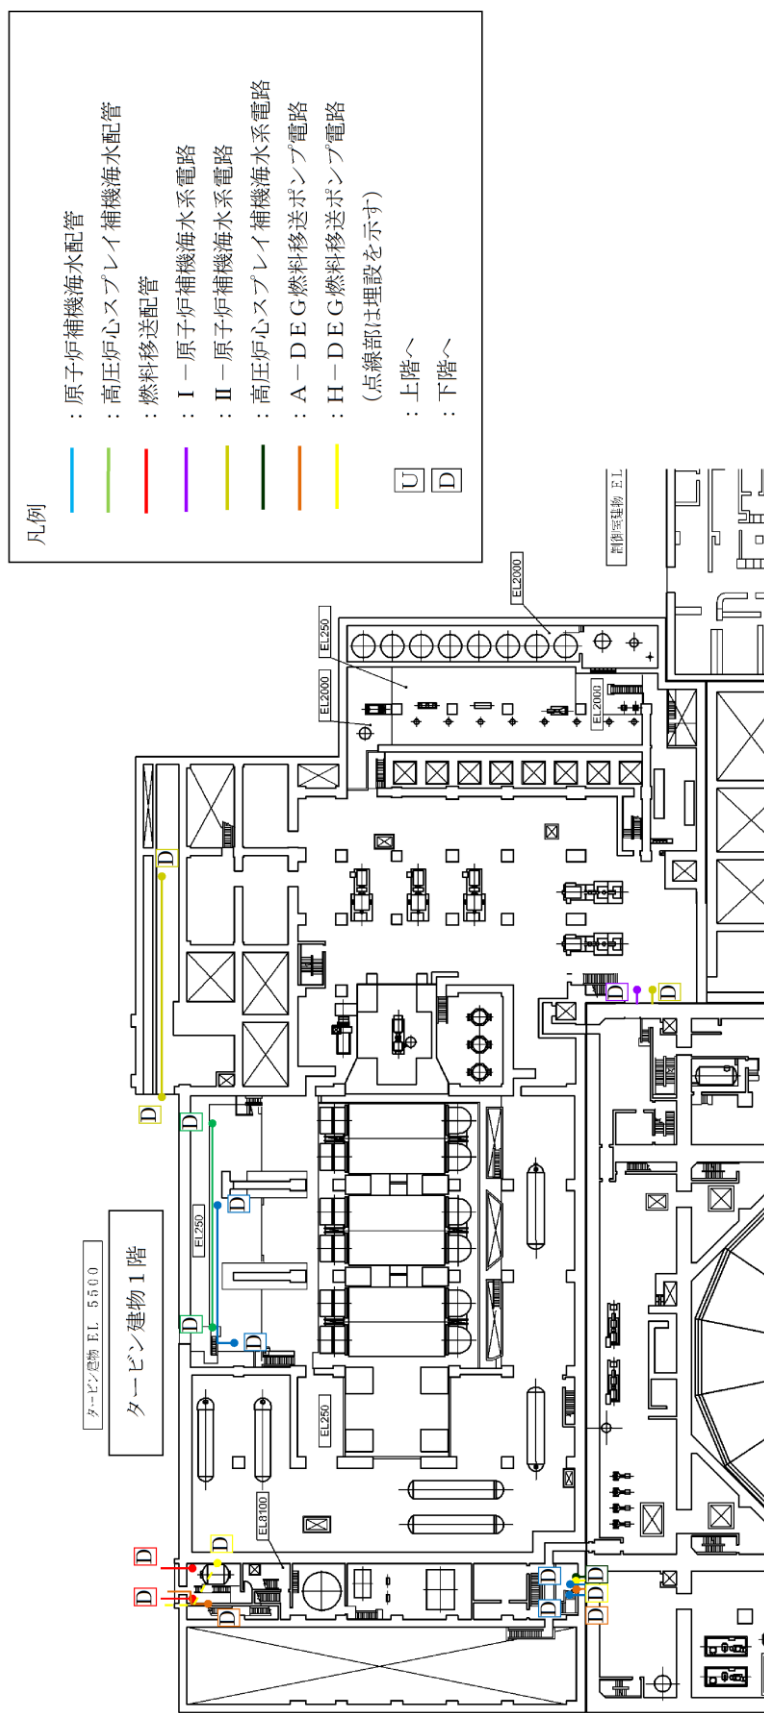 凡例
：原子炉補機海水配管
：高圧炉心スプレイ補機海水配管
：燃料移送配管
：Ⅰ－原子炉補機海水系電路
：Ⅱ－原子炉補機海水系電路
：高圧炉心スプレイ補機海水系電路
：Ａ－ＤＥＧ燃料移送ポンプ電路
：Ｈ－ＤＥＧ燃料移送ポンプ電路
（点線部は埋設を示す）
U：上階へ
D：下階へ
タービン建物 EL 5500
タービン建物１階
制御室建物 EL
EL2000
EL250
EL2000
EL2000
D
D
D
D
EL250
D
D
D
D
D
EL250
EL8100
D
D
D
D
D
D
D
D
D